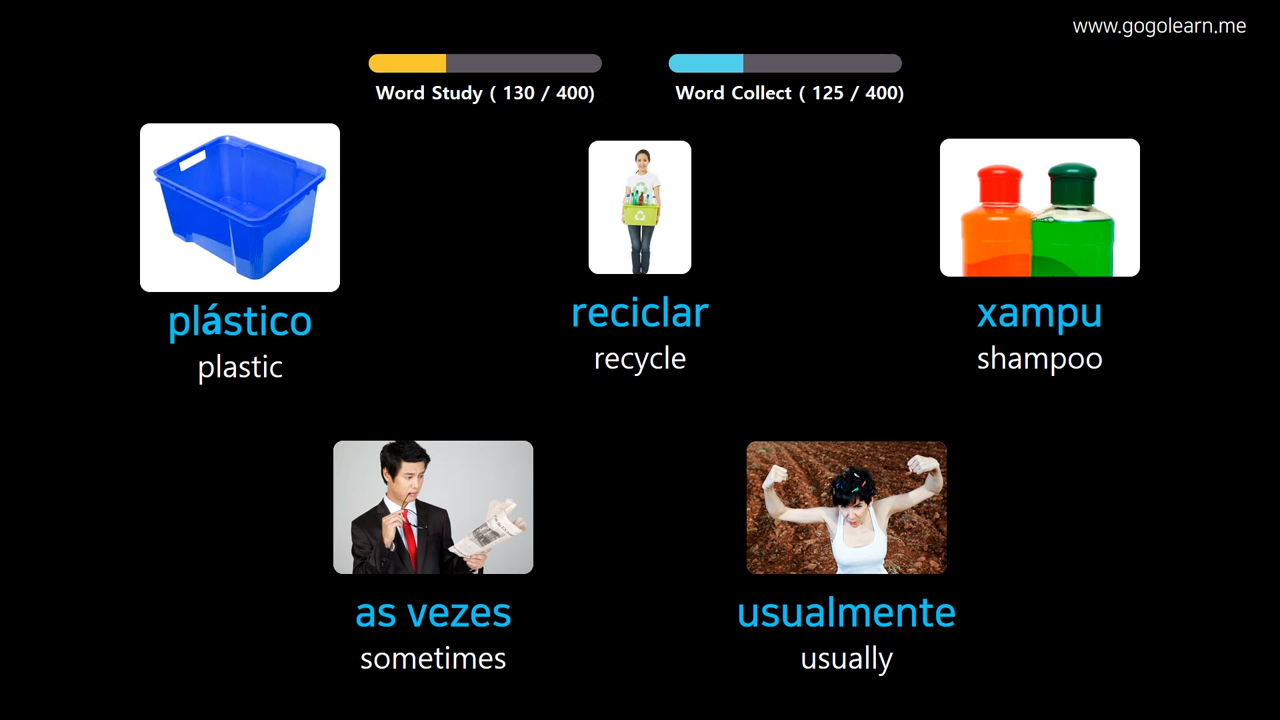 www.gogolearn.me
Word Study ( 130 / 400)
Word Collect ( 125 / 400)
plástico
plastic
reciclar
recycle
xampu
shampoo
as vezes
sometimes
usualmente
usually